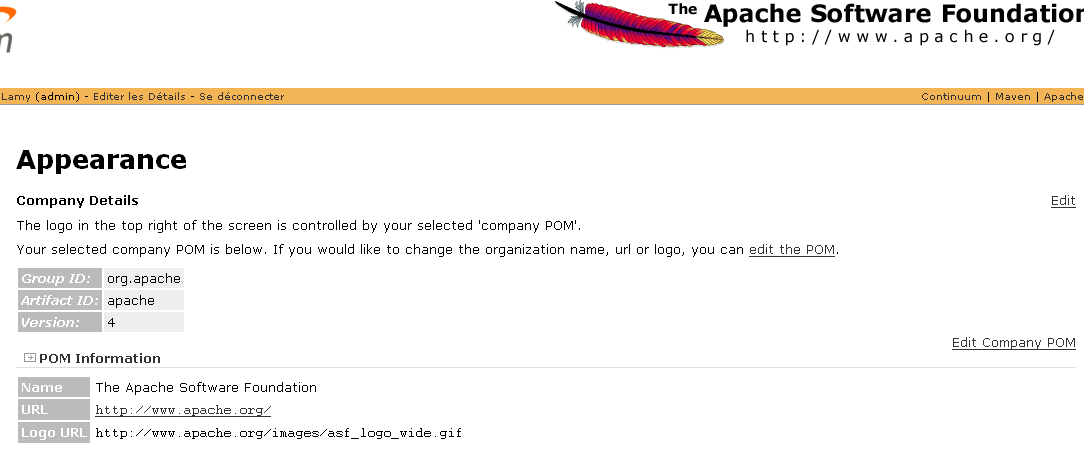 The Apache Software Foundation
http://www.apache.org/
Lamy (admin) - Editer les Détails - Se déconnecter
Continuum | Maven | Apache
Appearance
Company Details
Edit
The logo in the top right of the screen is controlled by your selected 'company POM'.
Your selected company POM is below. If you would like to change the organization name, url or logo, you can edit the POM.
Group ID: org.apache
Artifact ID: apache
Version: 4
Edit Company POM
POM Information
Name The Apache Software Foundation
URL http://www.apache.org/
Logo URL http://www.apache.org/images/asf_logo_wide.gif